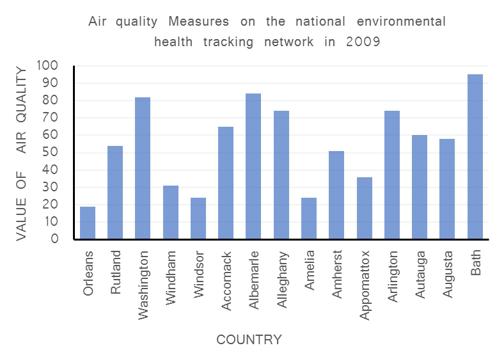 Air quality Measures on the national environmental
health tracking network in 2009
VALUE OF AIR QUALITY
100
90
80
70
60
50
40
30
20
10
0
Orleans
Rutland
Washington
Windham
Windsor
Accormack
Albemarle
Alleghany
Amelia
Amherst
Appomattox
Arlington
Autauga
Augusta
Bath
COUNTRY